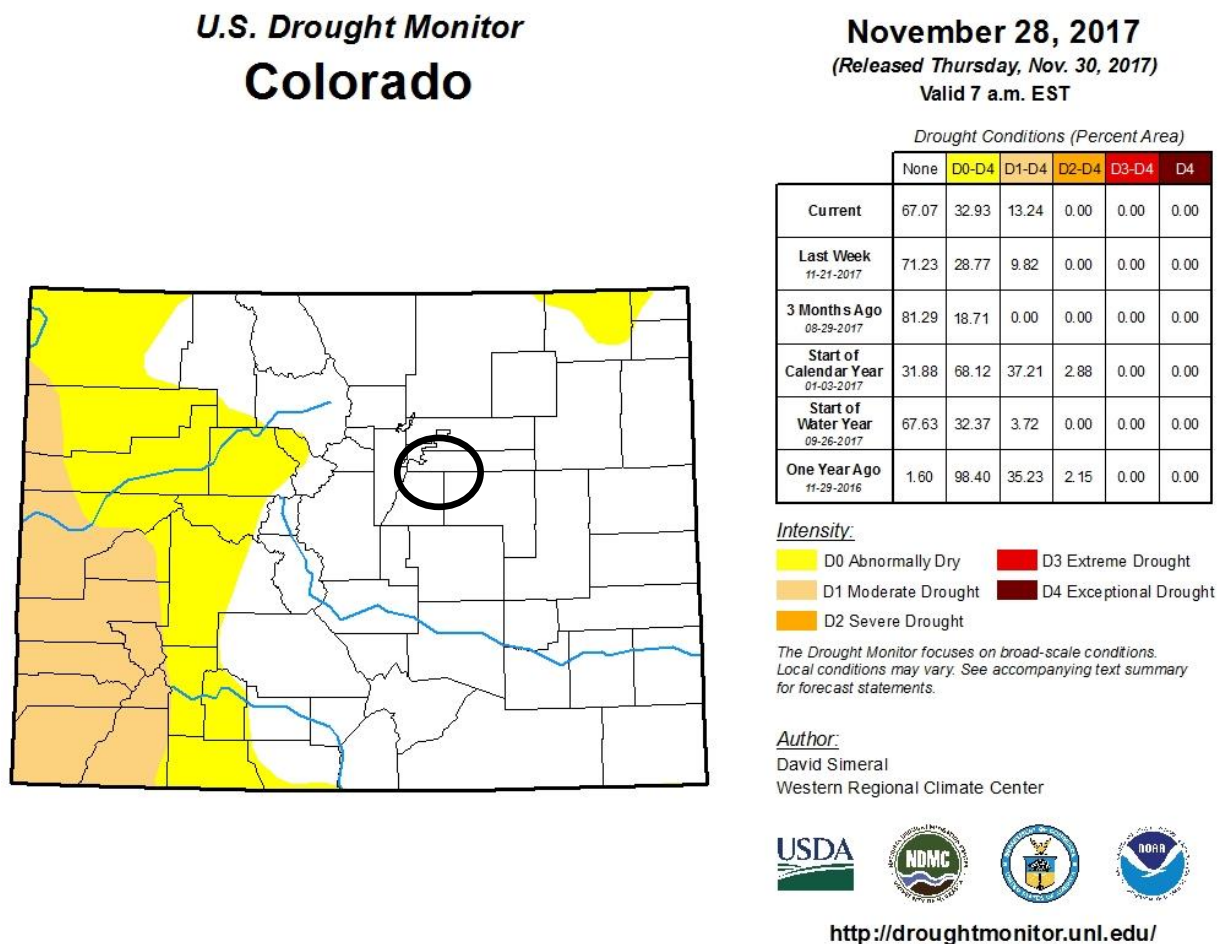 U.S. Drought Monitor
Colorado
November 28, 2017
(Released Thursday, Nov. 30, 2017)
Valid 7 a.m. EST
Drought Conditions (Percent Area)
None D0-D4 D1-D4 D2-D4 D3-D4 D4
Current 67.07 32.93 13.24 0.00 0.00 0.00
Last Week
11-21-2017 71.23 28.77 9.82 0.00 0.00 0.00
3 Months Ago
08-29-2017 81.29 18.71 0.00 0.00 0.00 0.00
Start of
Calendar Year
01-03-2017 31.88 68.12 37.21 2.88 0.00 0.00
Start of
Water Year
09-26-2017 67.63 32.37 3.72 0.00 0.00 0.00
One Year Ago
11-29-2016 1.60 98.40 35.23 2.15 0.00 0.00
Intensity:
D0 Abnormally Dry D3 Extreme Drought
D1 Moderate Drought D4 Exceptional Drought
D2 Severe Drought
The Drought Monitor focuses on broad-scale conditions.
Local conditions may vary. See accompanying text summary
for forecast statements.
Author:
David Simeral
Western Regional Climate Center
USDA
NDMC
NOAA
http://droughtmonitor.unl.edu/